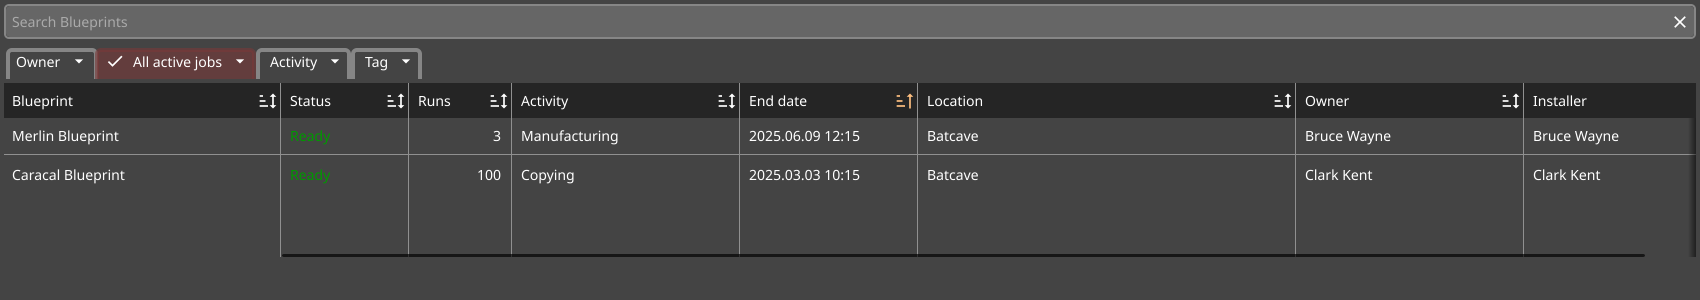 Search Blueprints
Owner All active jobs Activity Tag
Blueprint Status Runs Activity End date Location Owner Installer
Merlin Blueprint Ready 3 Manufacturing 2025.06.09 12:15 Batcave Bruce Wayne Bruce Wayne
Caracal Blueprint Ready 100 Copying 2025.03.03 10:15 Batcave Clark Kent Clark Kent